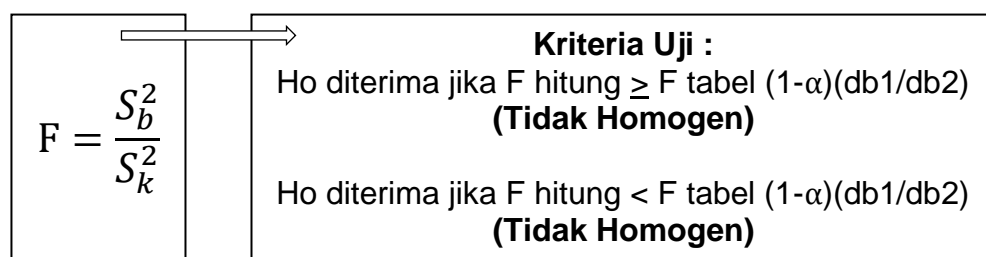 F = S_b^2 / S_k^2
Kriteria Uji :
Ho diterima jika F hitung ≥ F tabel (1-α)(db1/db2)
(Tidak Homogen)
Ho diterima jika F hitung < F tabel (1-α)(db1/db2)
(Tidak Homogen)